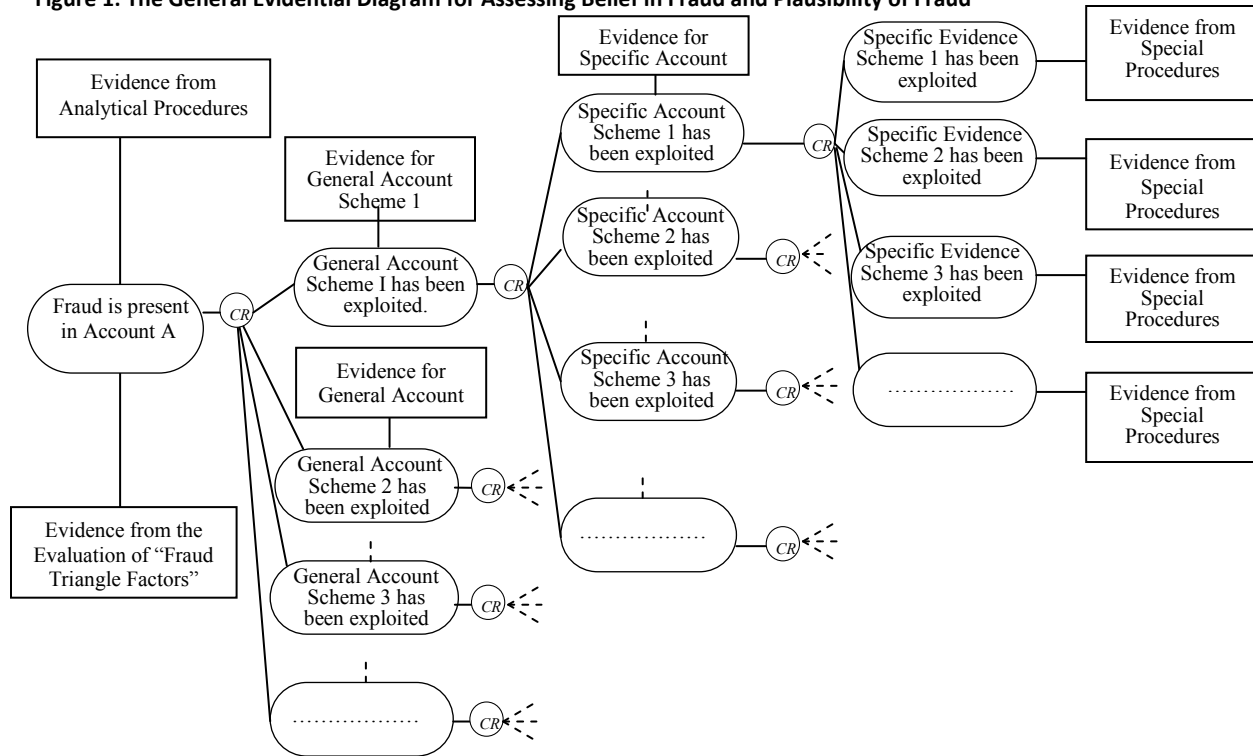 Figure 1: The General Evidential Diagram for Assessing Belief in Fraud and Plausibility of Fraud
Evidence from
Analytical Procedures
Fraud is present
in Account A
Evidence from the
Evaluation of “Fraud
Triangle Factors”
CR
Evidence for
General Account
Scheme 1
General Account
Scheme I has been
exploited.
CR
Evidence for
General Account
General Account
Scheme 2 has
been exploited
CR
General Account
Scheme 3 has
been exploited
CR
..................
CR
Evidence for
Specific Account
Specific Account
Scheme 1 has
been exploited
CR
Specific Account
Scheme 2 has
been exploited
CR
Specific Account
Scheme 3 has
been exploited
CR
..................
CR
Specific Evidence
Scheme 1 has been
exploited
Evidence from
Special
Procedures
Specific Evidence
Scheme 2 has been
exploited
Evidence from
Special
Procedures
Specific Evidence
Scheme 3 has been
exploited
Evidence from
Special
Procedures
..................
Evidence from
Special
Procedures